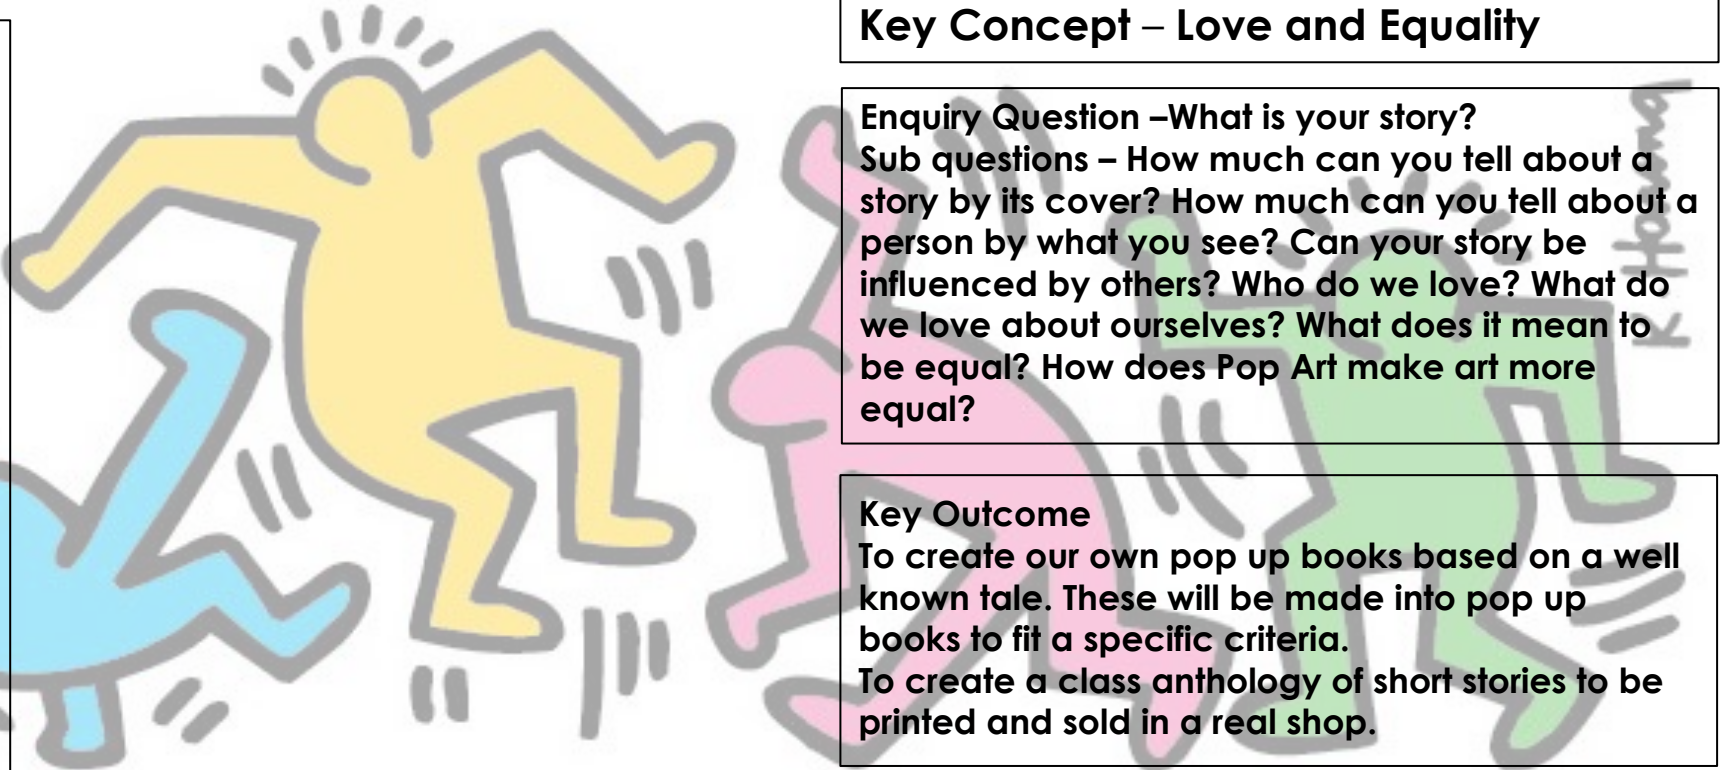 Key Concept – Love and Equality
Enquiry Question –What is your story?
Sub questions – How much can you tell about a
story by its cover? How much can you tell about a
person by what you see? Can your story be
influenced by others? Who do we love? What do
we love about ourselves? What does it mean to
be equal? How does Pop Art make art more
equal?
Key Outcome
To create our own pop up books based on a well
known tale. These will be made into pop up
books to fit a specific criteria.
To create a class anthology of short stories to be
printed and sold in a real shop.